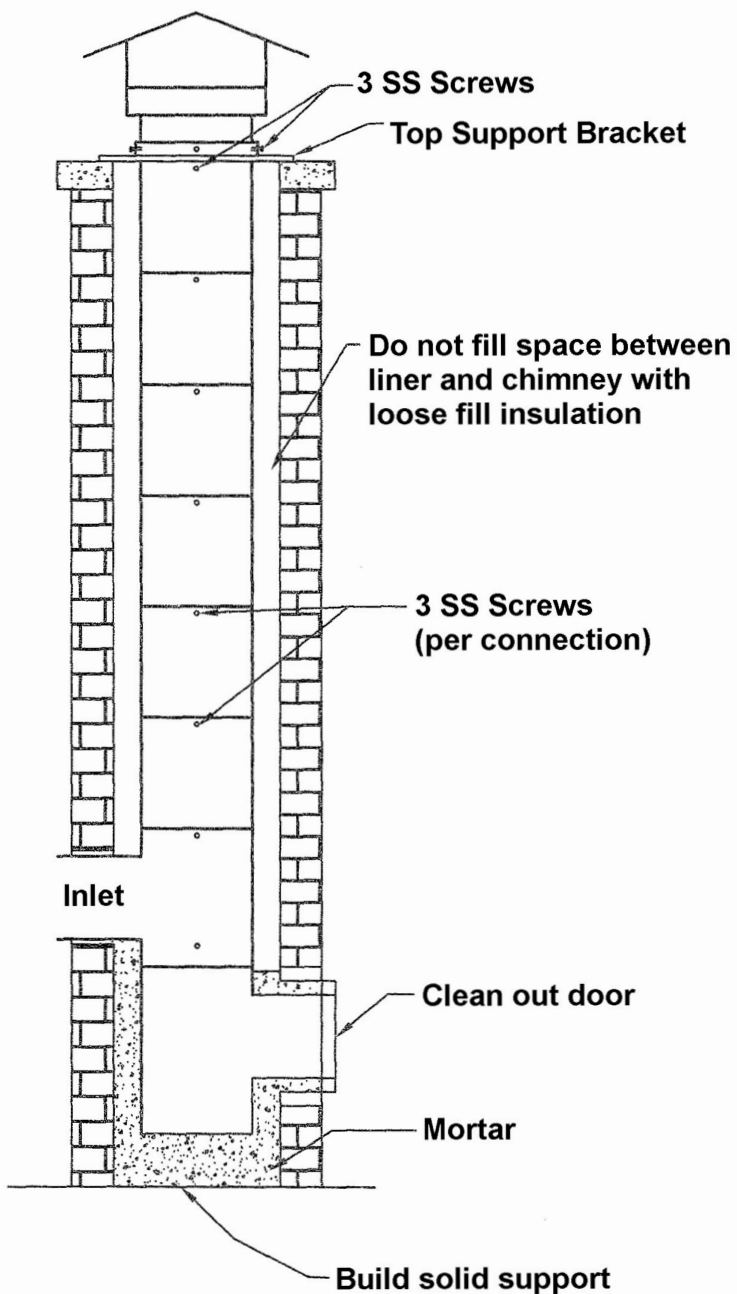 3 SS Screws
Top Support Bracket
Do not fill space between
liner and chimney with
loose fill insulation
3 SS Screws
(per connection)
Inlet
Clean out door
Mortar
Build solid support